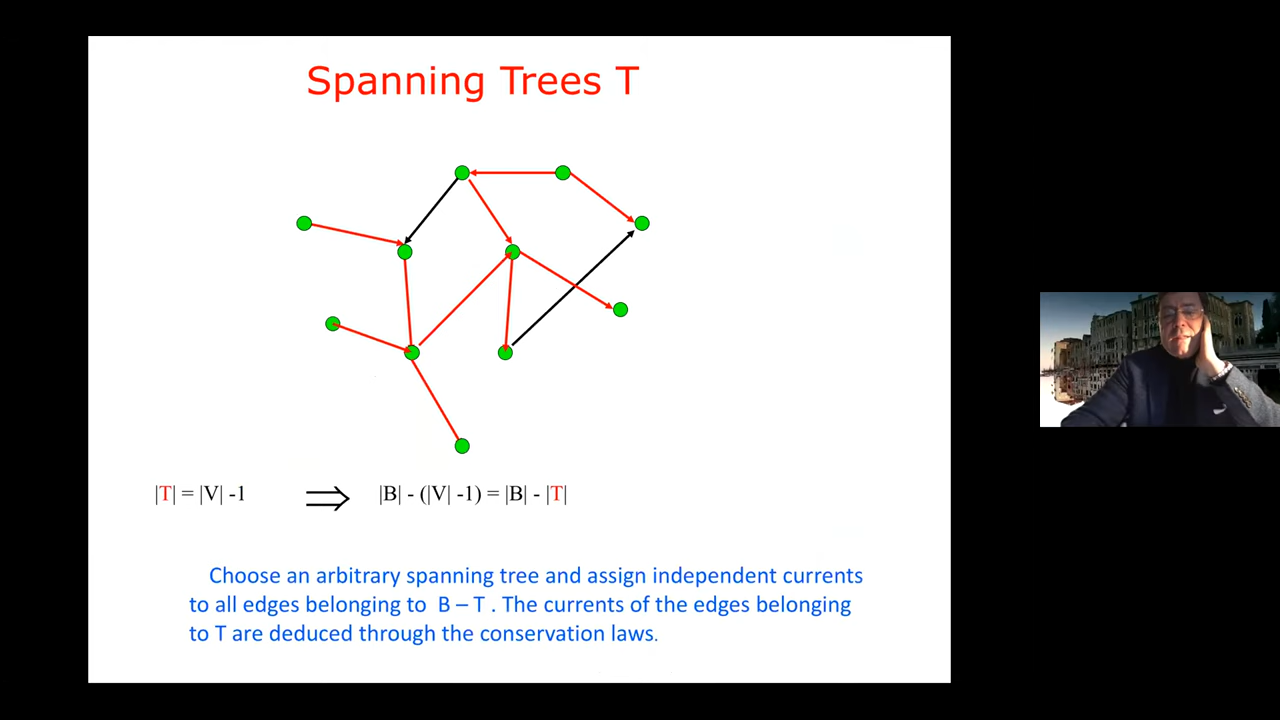 Spanning Trees T
|T| = |V| -1 ⇒ |B| - (|V| -1) = |B| - |T|
Choose an arbitrary spanning tree and assign independent currents
to all edges belonging to B – T . The currents of the edges belonging
to T are deduced through the conservation laws.